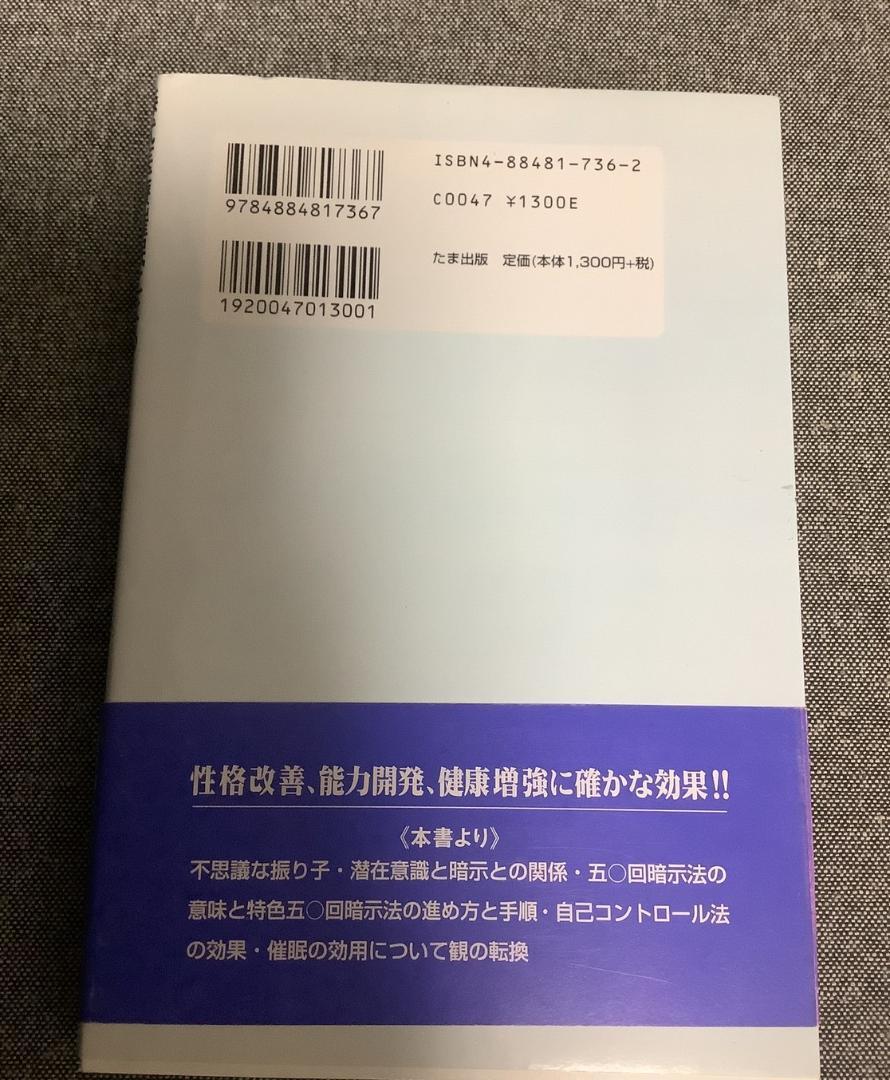 ISBN4-88481-736-2
9784884817367
C0047 ¥1300E
たま出版 定価(本体1,300円+税)
1920047013001
性格改善、能力開発、健康増強に確かな効果!!
《本書より》
不思議な振り子・潜在意識と暗示との関係・五〇回暗示法の
意味と特色五〇回暗示法の進め方と手順・自己コントロール法
の効果・催眠の効用について観の転換